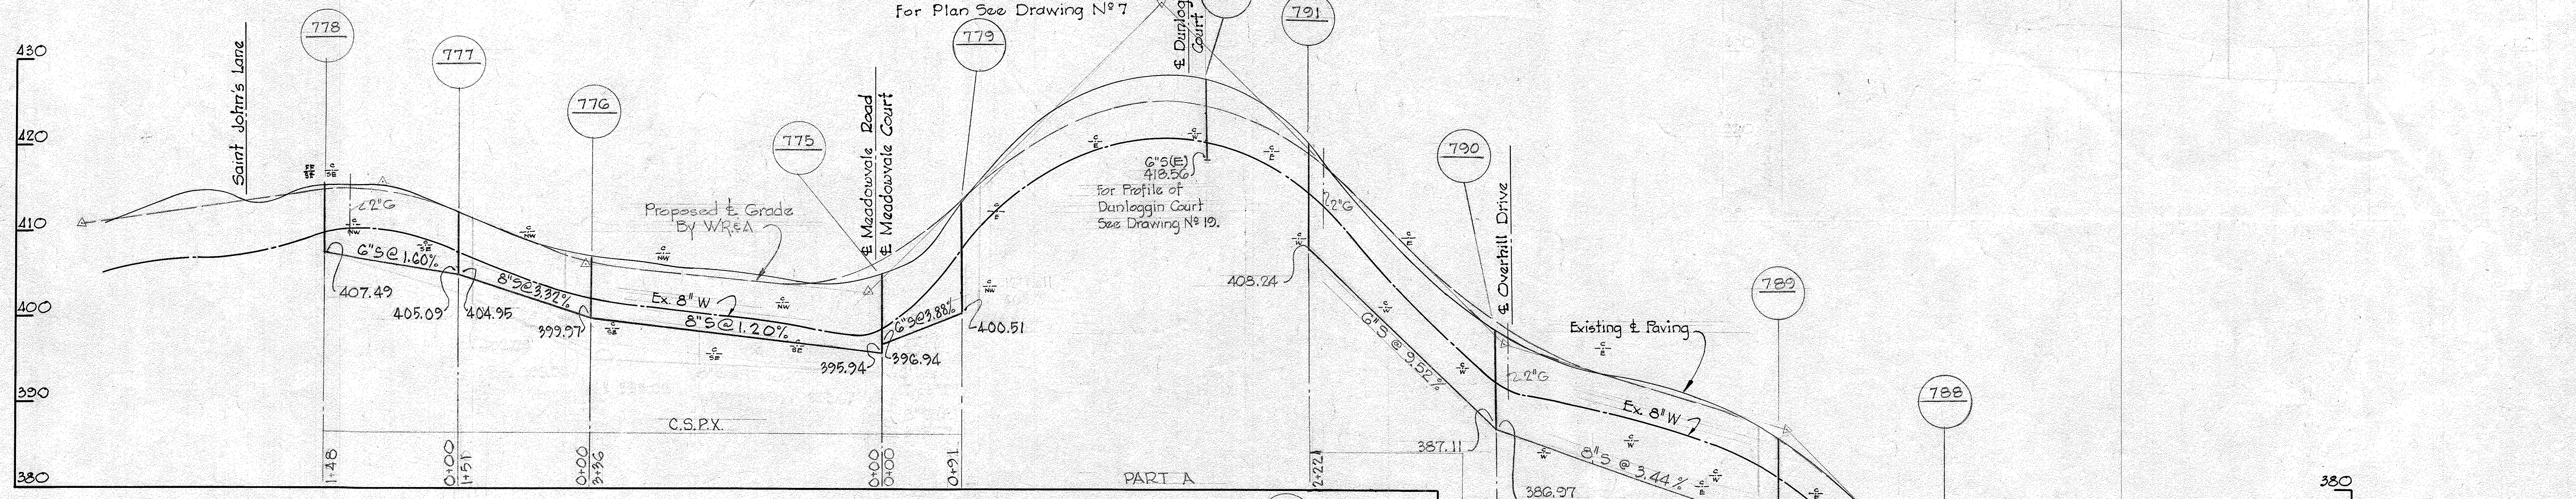 For Plan See Drawing Nº 7
778
777
776
775
779
791
790
789
788
430
420
410
400
390
380
Saint John's Lane
℄ Meadowvale Road
℄ Meadowvale Court
℄ Dunloggin
Court
℄ Overhill Drive
2"G
Proposed ℄ Grade
By W.R.&A
6"S @ 1.60%
8"S @ 3.32%
Ex. 8" W
8"S @ 1.20%
6"S @ 3.88%
407.49
405.09
404.95
399.97
395.94
396.94
400.51
6"S(E)
418.56
For Profile of
Dunloggin Court
See Drawing Nº 19.
2"G
408.24
6"S @ 9.52%
387.11
2"G
Existing ℄ Paving
Ex. 8" W
8"S @ 3.44%
386.97
C.S.P.X.
PART A
1+48
0+00
1+51
0+00
3+36
0+00
0+00
0+91
2+22
380